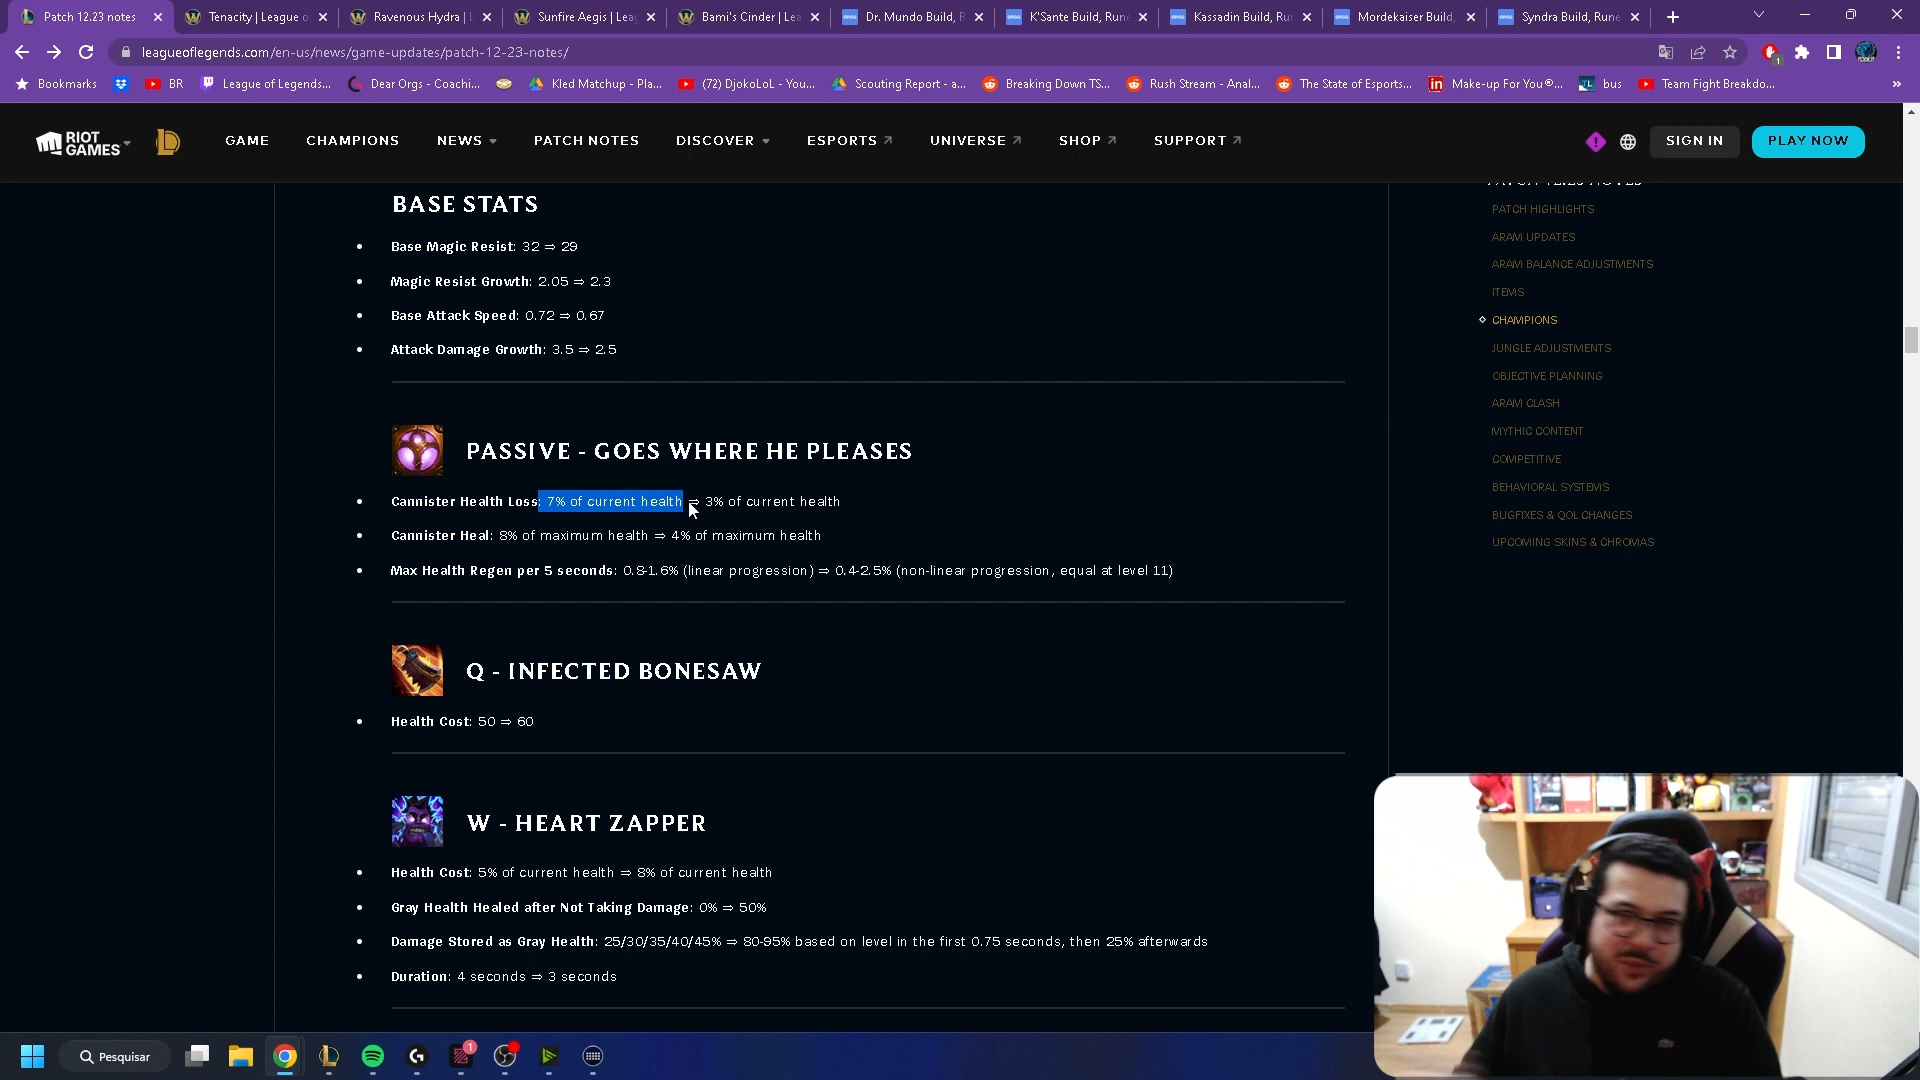 Patch 12.23 notes
Tenacity | League o
Ravenous Hydra | L
Sunfire Aegis | Leag
Bami's Cinder | Lea
Dr. Mundo Build, R
K'Sante Build, Rune
Kassadin Build, Ru
Mordekaiser Build,
Syndra Build, Rune
leagueoflegends.com/en-us/news/game-updates/patch-12-23-notes/
Bookmarks
BR
League of Legends...
Dear Orgs - Coachi...
Kled Matchup - Pla...
(72) DjokoLoL - You...
Scouting Report - a...
Breaking Down TS...
Rush Stream - Anal...
The State of Esports...
Make-up For You®...
bus
Team Fight Breakdo...
RIOT GAMES
GAME
CHAMPIONS
NEWS
PATCH NOTES
DISCOVER
ESPORTS
UNIVERSE
SHOP
SUPPORT
SIGN IN
PLAY NOW
BASE STATS
Base Magic Resist: 32 ⇒ 29
Magic Resist Growth: 2.05 ⇒ 2.3
Base Attack Speed: 0.72 ⇒ 0.67
Attack Damage Growth: 3.5 ⇒ 2.5
PASSIVE - GOES WHERE HE PLEASES
Cannister Health Loss: 7% of current health ⇒ 3% of current health
Cannister Heal: 8% of maximum health ⇒ 4% of maximum health
Max Health Regen per 5 seconds: 0.8-1.6% (linear progression) ⇒ 0.4-2.5% (non-linear progression, equal at level 11)
Q - INFECTED BONESAW
Health Cost: 50 ⇒ 60
W - HEART ZAPPER
Health Cost: 5% of current health ⇒ 8% of current health
Gray Health Healed after Not Taking Damage: 0% ⇒ 50%
Damage Stored as Gray Health: 25/30/35/40/45% ⇒ 80-95% based on level in the first 0.75 seconds, then 25% afterwards
Duration: 4 seconds ⇒ 3 seconds
PATCH 12.23 NOTES
PATCH HIGHLIGHTS
ARAM UPDATES
ARAM BALANCE ADJUSTMENTS
ITEMS
CHAMPIONS
JUNGLE ADJUSTMENTS
OBJECTIVE PLANNING
ARAM CLASH
MYTHIC CONTENT
COMPETITIVE
BEHAVIORAL SYSTEMS
BUGFIXES & QOL CHANGES
UPCOMING SKINS & CHROMAS
Pesquisar
1